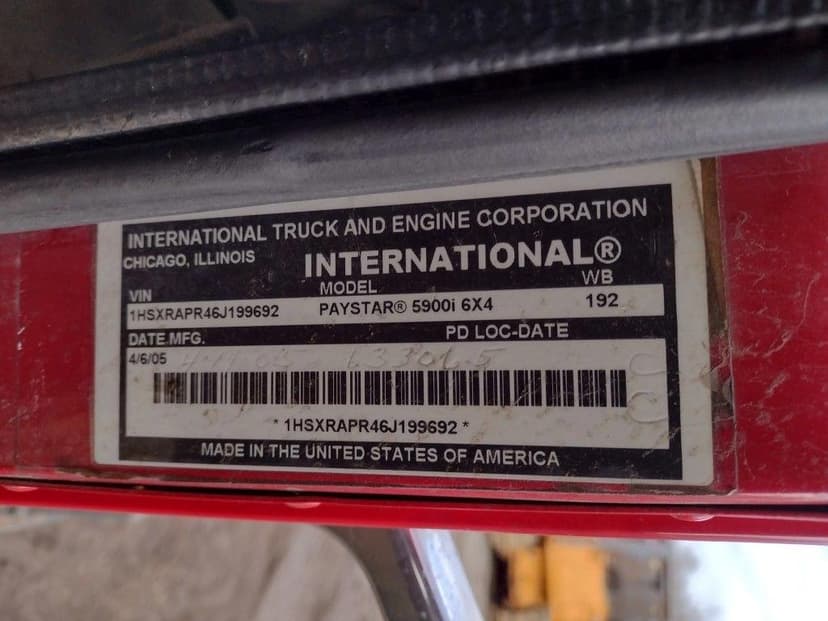 INTERNATIONAL TRUCK AND ENGINE CORPORATION
CHICAGO, ILLINOIS
INTERNATIONAL®
VIN MODEL WB
1HSXRAPR46J199692 PAYSTAR® 5900i 6X4 192
DATE MFG. PD LOC-DATE
4/6/05
* 1HSXRAPR46J199692 *
MADE IN THE UNITED STATES OF AMERICA